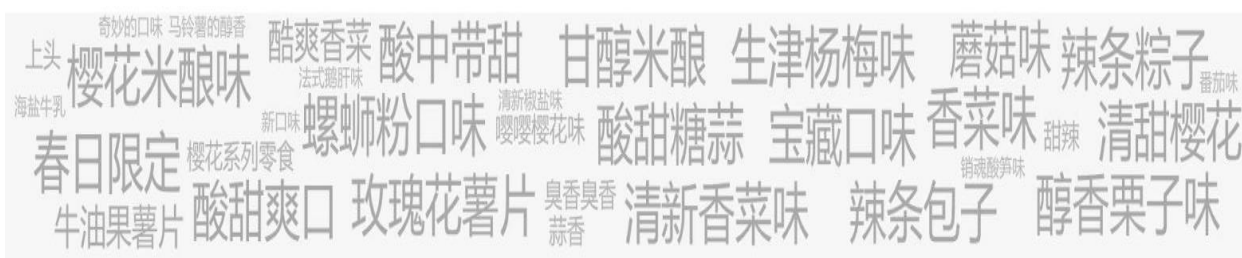 奇妙的口味 马铃薯的醇香
上头
樱花米酿味
酷爽香菜
酸中带甜
甘醇米酿
生津杨梅味
蘑菇味
辣条粽子
番茄味
海盐牛乳
法式鹅肝味
新口味
螺蛳粉口味
清新椒盐味
嘤嘤樱花味
酸甜糖蒜
宝藏口味
香菜味
甜辣
清甜樱花
春日限定
樱花系列零食
销魂酸笋味
牛油果薯片
酸甜爽口
玫瑰花薯片
臭香臭香
蒜香
清新香菜味
辣条包子
醇香栗子味